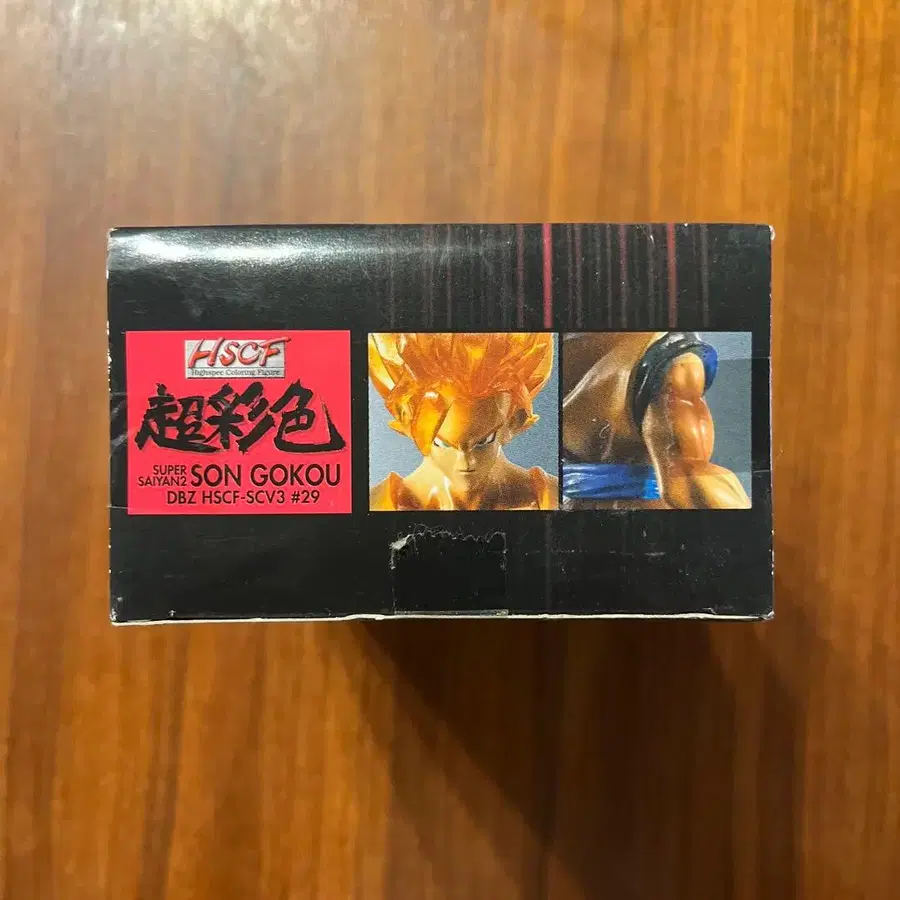 HSCF
Highspec Coloring Figure
超彩色
SUPER SAIYAN2 SON GOKOU
DBZ HSCF-SCV3 #29